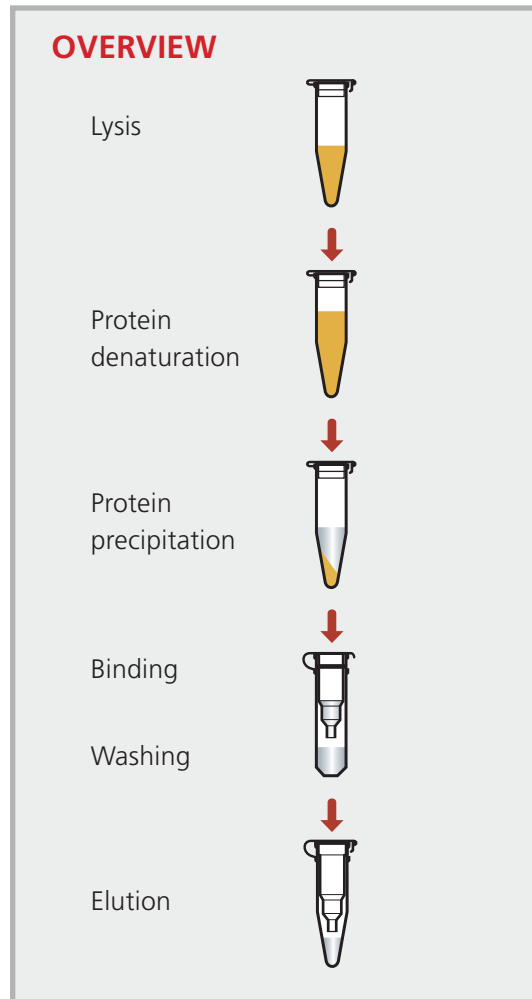 OVERVIEW
Lysis
Protein
denaturation
Protein
precipitation
Binding
Washing
Elution